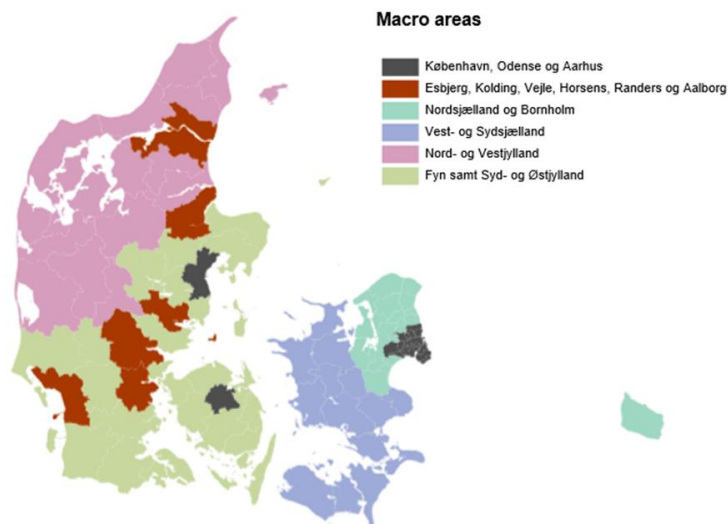 Macro areas
København, Odense og Aarhus
Esbjerg, Kolding, Vejle, Horsens, Randers og Aalborg
Nordsjælland og Bornholm
Vest- og Sydsjælland
Nord- og Vestjylland
Fyn samt Syd- og Østjylland